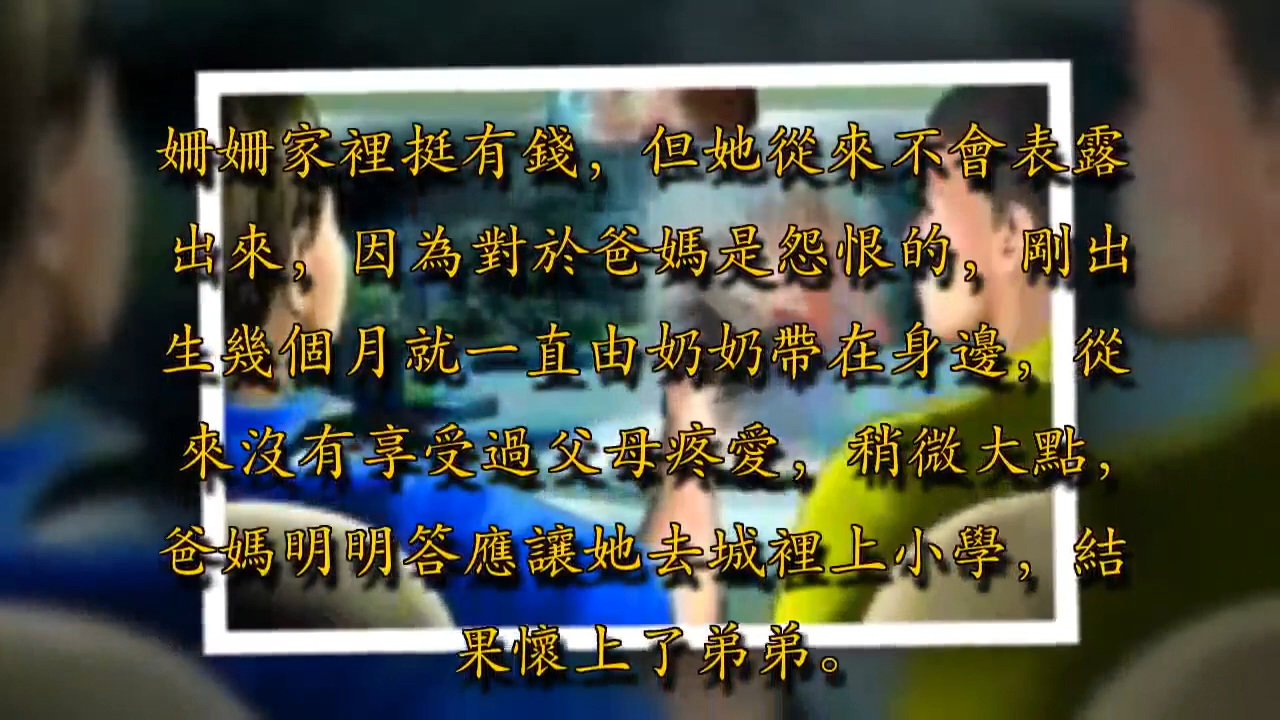 姍姍家裡挺有錢，但她從來不會表露
出來，因為對於爸媽是怨恨的，剛出
生幾個月就一直由奶奶帶在身邊，從
來沒有享受過父母疼愛，稍微大點，
爸媽明明答應讓她去城裡上小學，結
果懷上了弟弟。